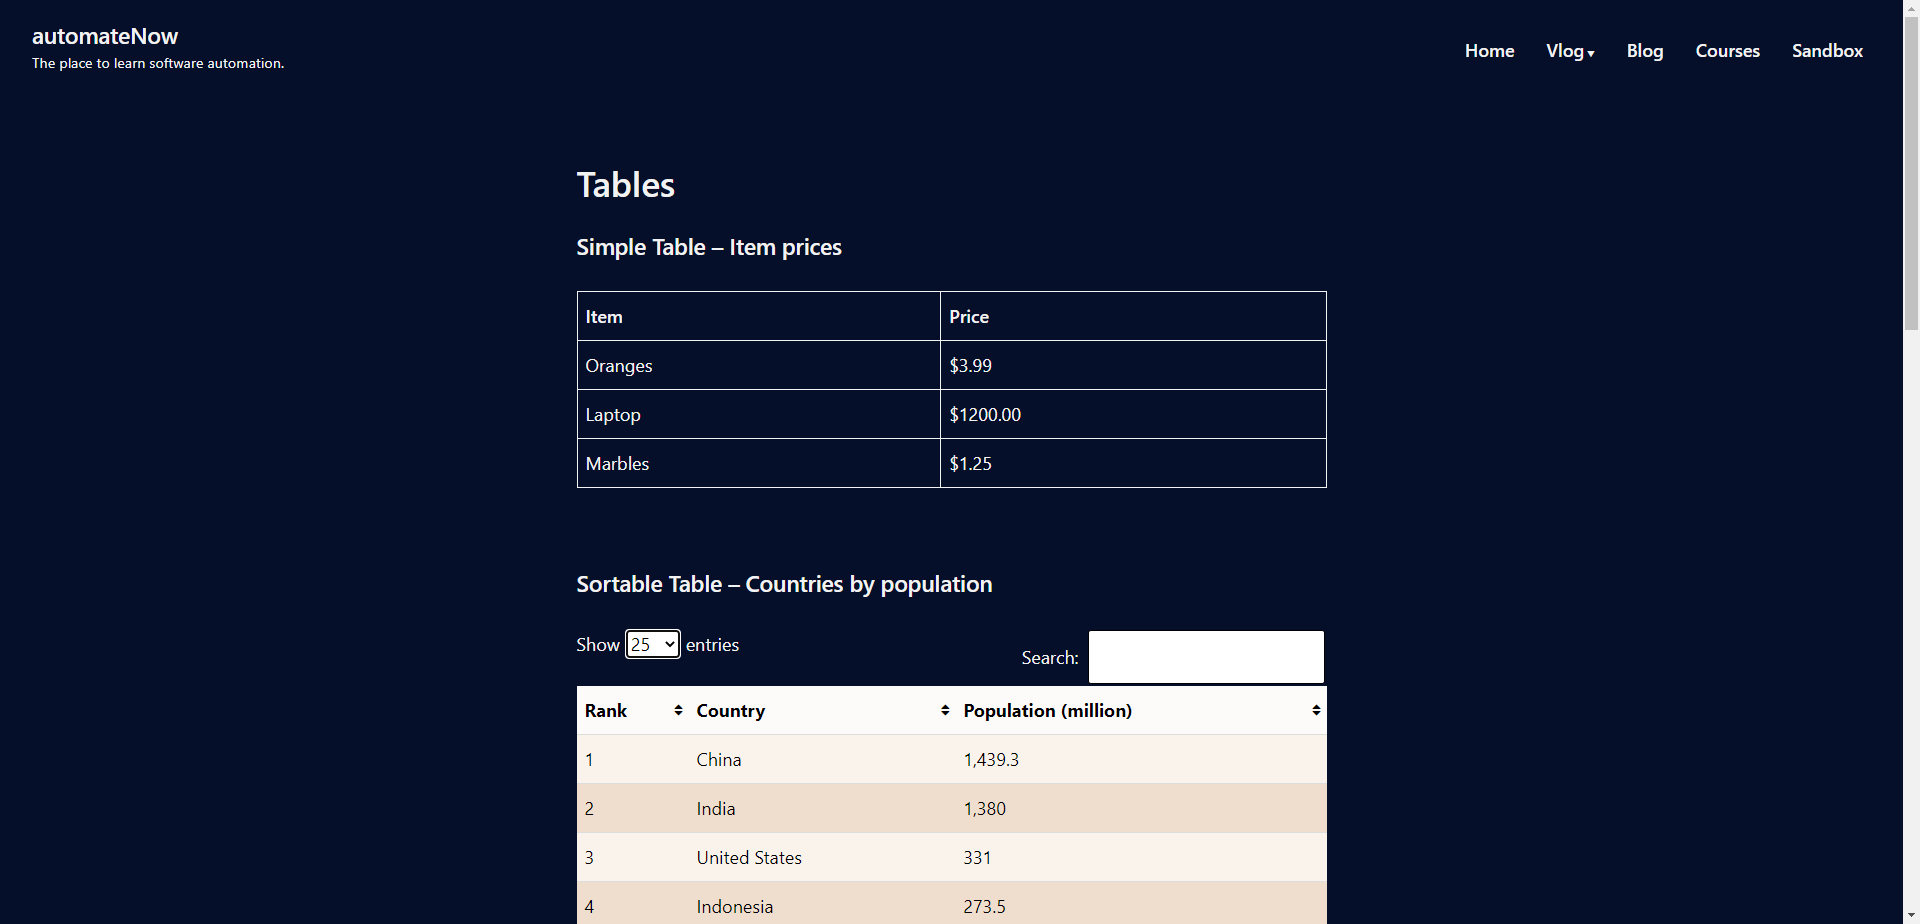 automateNow
The place to learn software automation.
Home Vlog▾ Blog Courses Sandbox
Tables
Simple Table – Item prices
Item Price
Oranges $3.99
Laptop $1200.00
Marbles $1.25
Sortable Table – Countries by population
Show 25 entries Search:
Rank Country Population (million)
1 China 1,439.3
2 India 1,380
3 United States 331
4 Indonesia 273.5